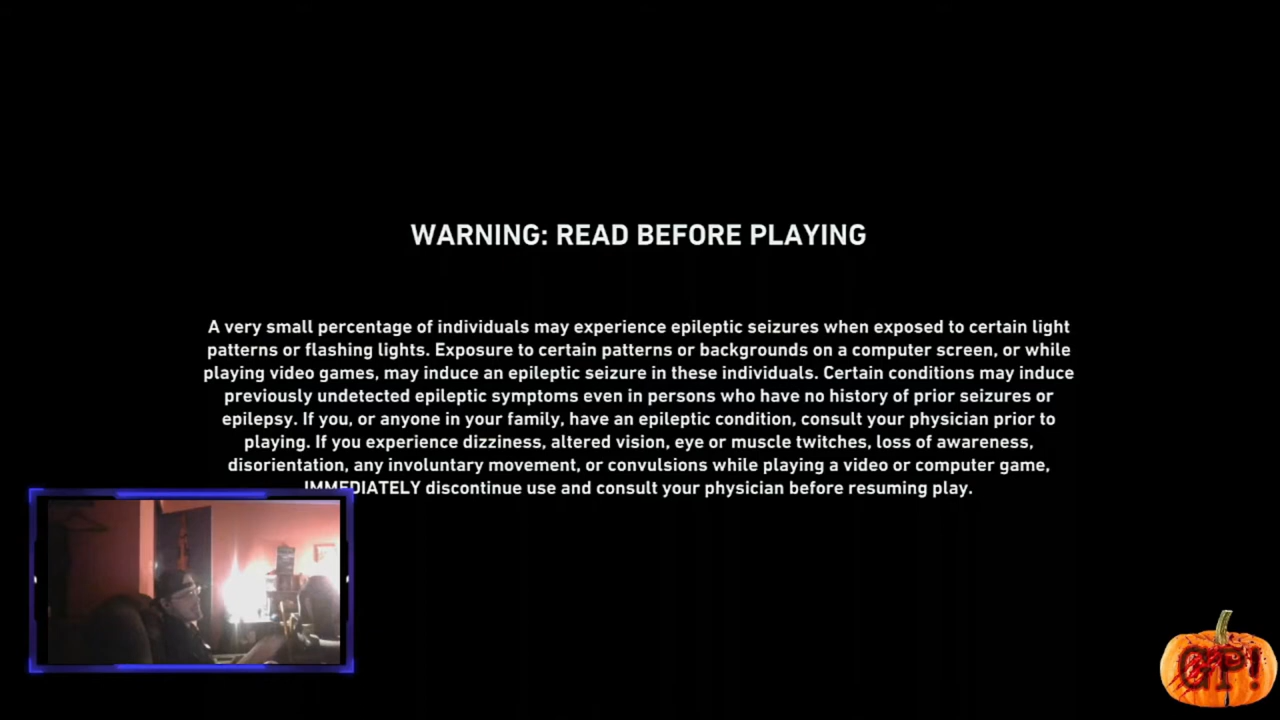 WARNING: READ BEFORE PLAYING
A very small percentage of individuals may experience epileptic seizures when exposed to certain light
patterns or flashing lights. Exposure to certain patterns or backgrounds on a computer screen, or while
playing video games, may induce an epileptic seizure in these individuals. Certain conditions may induce
previously undetected epileptic symptoms even in persons who have no history of prior seizures or
epilepsy. If you, or anyone in your family, have an epileptic condition, consult your physician prior to
playing. If you experience dizziness, altered vision, eye or muscle twitches, loss of awareness,
disorientation, any involuntary movement, or convulsions while playing a video or computer game,
IMMEDIATELY discontinue use and consult your physician before resuming play.
GP!